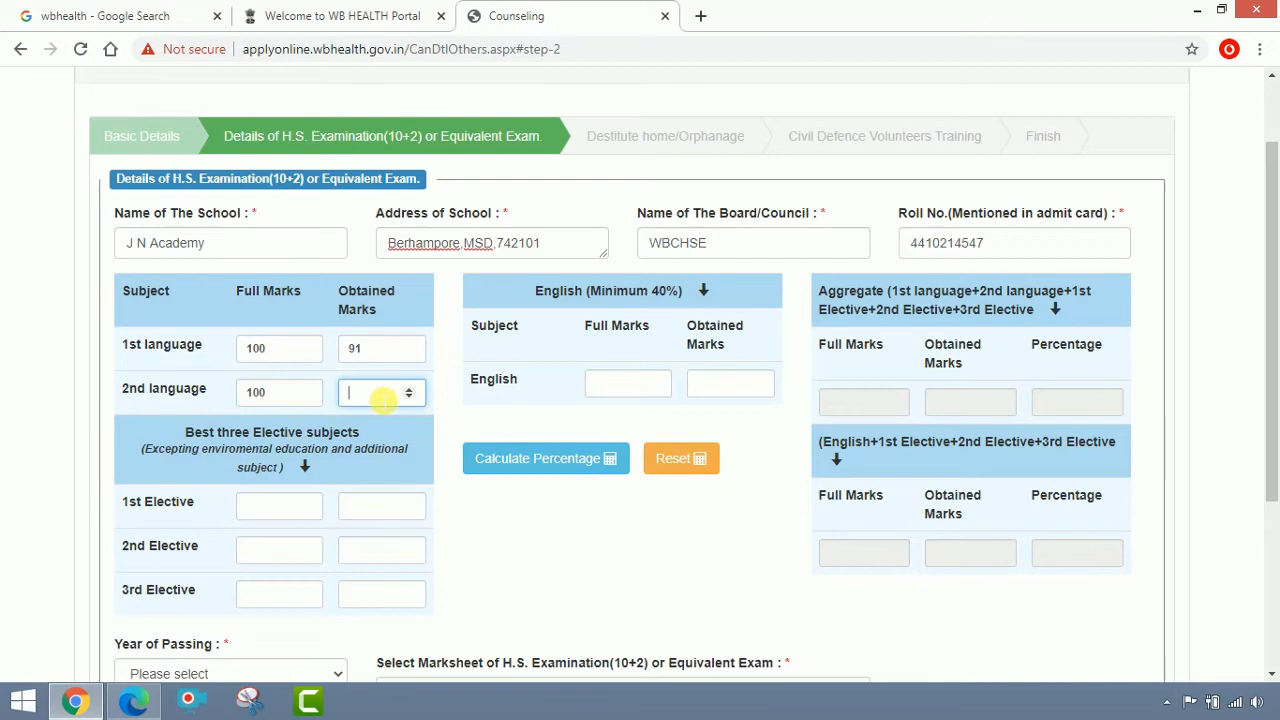 wbhealth - Google Search
Welcome to WB HEALTH Portal
Counseling
Not secure
applyonline.wbhealth.gov.in/CanDtlOthers.aspx#step-2
Basic Details
Details of H.S. Examination(10+2) or Equivalent Exam.
Destitute home/Orphanage
Civil Defence Volunteers Training
Finish
Details of H.S. Examination(10+2) or Equivalent Exam.
Name of The School : *
Address of School : *
Name of The Board/Council : *
Roll No.(Mentioned in admit card) : *
J N Academy
Berhampore,MSD,742101
WBCHSE
4410214547
Subject
Full Marks
Obtained
Marks
1st language
100
91
2nd language
100
Best three Elective subjects
(Excepting enviromental education and additional
subject )
1st Elective
2nd Elective
3rd Elective
English (Minimum 40%)
Subject
Full Marks
Obtained
Marks
English
Calculate Percentage
Reset
Aggregate (1st language+2nd language+1st
Elective+2nd Elective+3rd Elective
Full Marks
Obtained
Marks
Percentage
(English+1st Elective+2nd Elective+3rd Elective
Full Marks
Obtained
Marks
Percentage
Year of Passing : *
Please select
Select Marksheet of H.S. Examination(10+2) or Equivalent Exam : *